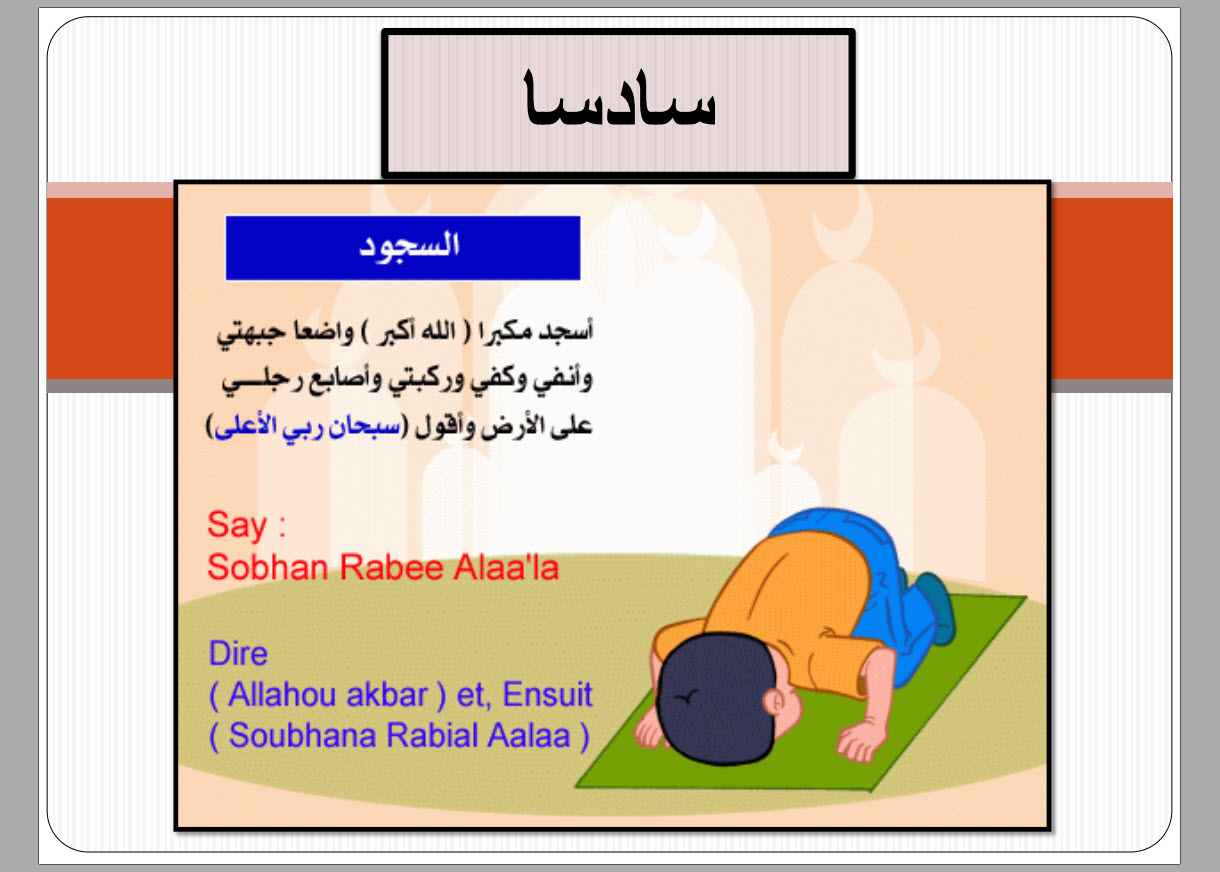 سادسا
السجود
أسجد مكبرا ( الله أكبر ) واضعا جبهتي
وأنفي وكفي وركبتي وأصابع رجلـــي
على الأرض وأقول (سبحان ربي الأعلى)
Say :
Sobhan Rabee Alaa'la
Dire
( Allahou akbar ) et, Ensuit
( Soubhana Rabial Aalaa )